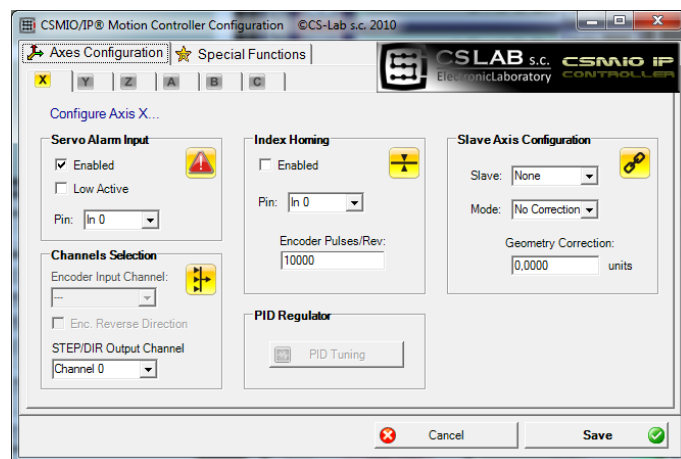 CSMIO/IP® Motion Controller Configuration ©CS-Lab s.c. 2010
Axes Configuration Special Functions
CSLAB s.c.
ElectronicLaboratory
CSMIO IP
CONTROLLER
X Y Z A B C
Configure Axis X...
Servo Alarm Input
Enabled
Low Active
Pin: In 0
Channels Selection
Encoder Input Channel:
---
Enc. Reverse Direction
STEP/DIR Output Channel
Channel 0
Index Homing
Enabled
Pin: In 0
Encoder Pulses/Rev:
10000
PID Regulator
PID Tuning
Slave Axis Configuration
Slave: None
Mode: No Correction
Geometry Correction:
0,0000 units
Cancel
Save